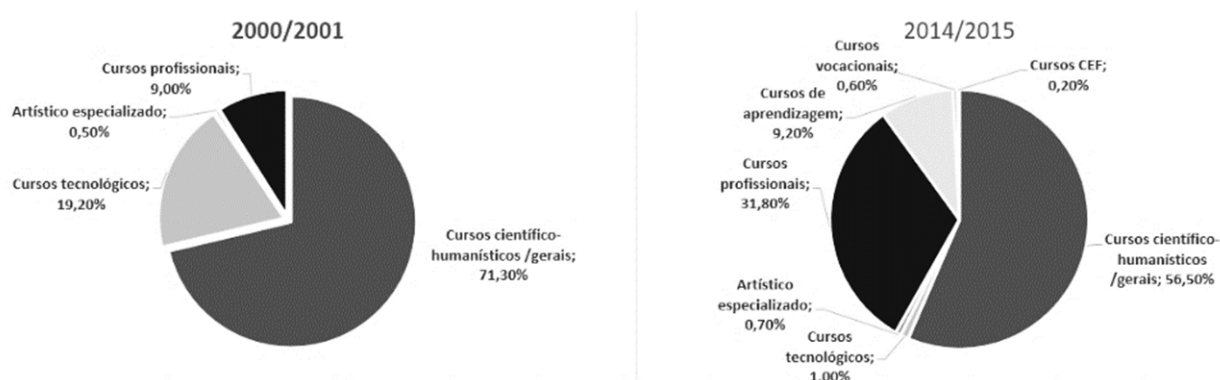 2000/2001
Cursos profissionais;
9,00%
Artístico especializado;
0,50%
Cursos tecnológicos;
19,20%
Cursos científico-
humanísticos /gerais;
71,30%
2014/2015
Cursos
vocacionais;
0,60%
Cursos CEF;
0,20%
Cursos de
aprendizagem;
9,20%
Cursos
profissionais;
31,80%
Cursos científico-
humanísticos
/gerais; 56,50%
Artístico
especializado;
0,70%
Cursos
tecnológicos;
1,00%